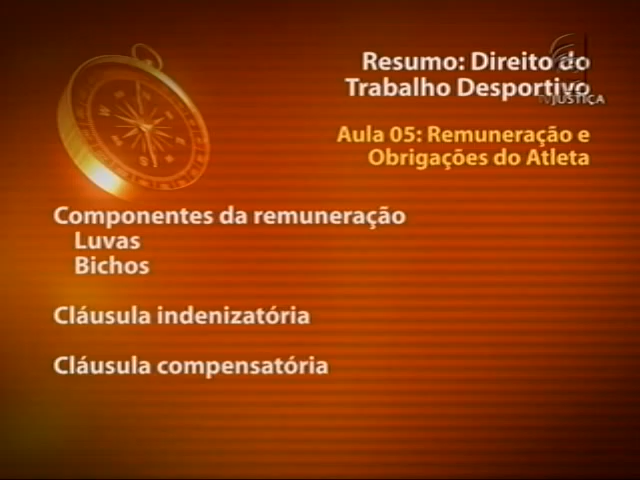 Resumo: Direito do
Trabalho Desportivo
TV JUSTIÇA
Aula 05: Remuneração e
Obrigações do Atleta
Componentes da remuneração
Luvas
Bichos
Cláusula indenizatória
Cláusula compensatória